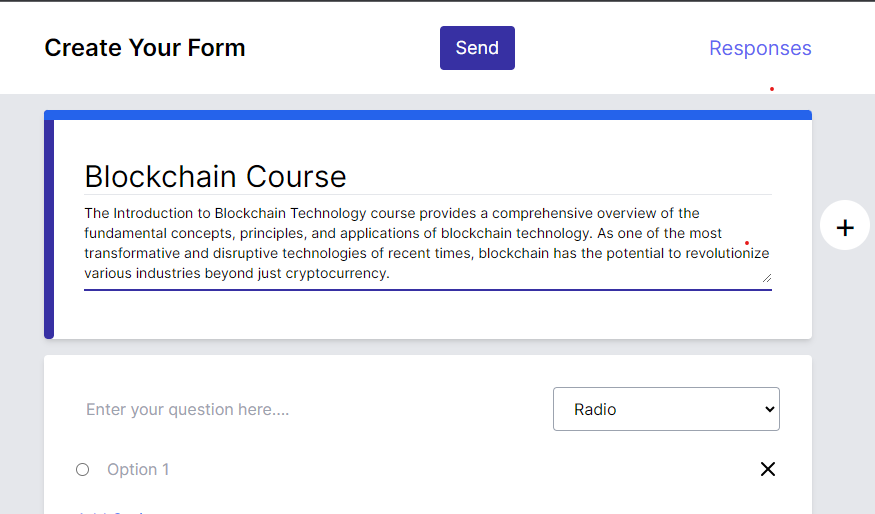 Create Your Form
Send
Responses
Blockchain Course
The Introduction to Blockchain Technology course provides a comprehensive overview of the
fundamental concepts, principles, and applications of blockchain technology. As one of the most
transformative and disruptive technologies of recent times, blockchain has the potential to revolutionize
various industries beyond just cryptocurrency.
+
Enter your question here....
Radio
Option 1